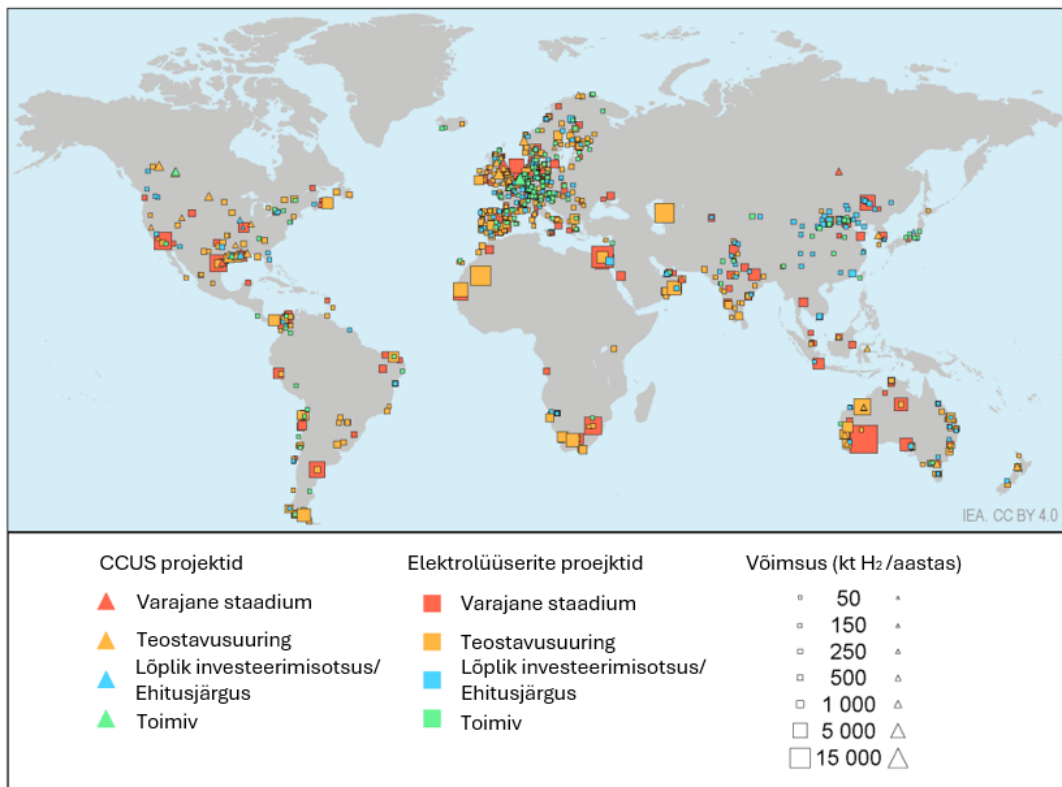 IEA. CC BY 4.0
CCUS projektid
Varajane staadium
Teostavusuuring
Lõplik investeerimisotsus/
Ehitusjärgus
Toimiv
Elektrolüüserite proejktid
Varajane staadium
Teostavusuuring
Lõplik investeerimisotsus/
Ehitusjärgus
Toimiv
Võimsus (kt H₂/aastas)
50
150
250
500
1 000
5 000
15 000